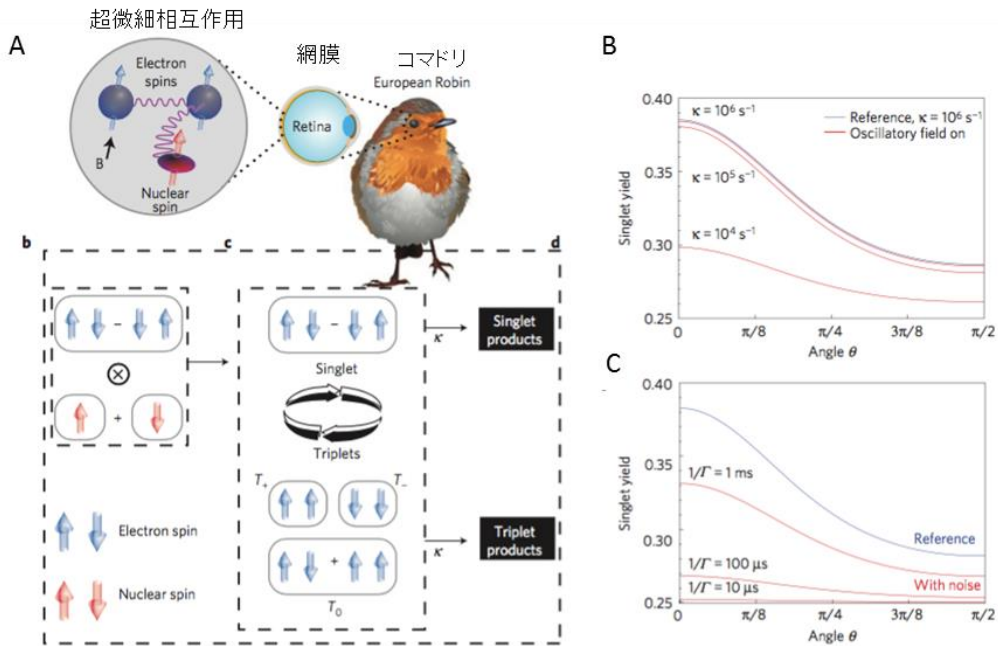 超微細相互作用
A
Electron
spins
B
Nuclear
spin
網膜
Retina
コマドリ
European Robin
b
c
d
-
⊗
+
Electron spin
Nuclear spin
-
Singlet
Triplets
T+
T−
+
T0
κ
Singlet
products
κ
Triplet
products
B
Singlet yield
0.40
0.35
0.30
0.25
κ = 10⁶ s⁻¹
κ = 10⁵ s⁻¹
κ = 10⁴ s⁻¹
Reference, κ = 10⁶ s⁻¹
Oscillatory field on
0
π/8
π/4
3π/8
π/2
Angle θ
C
Singlet yield
0.40
0.35
0.30
0.25
1/Γ = 1 ms
1/Γ = 100 µs
1/Γ = 10 µs
Reference
With noise
0
π/8
π/4
3π/8
π/2
Angle θ